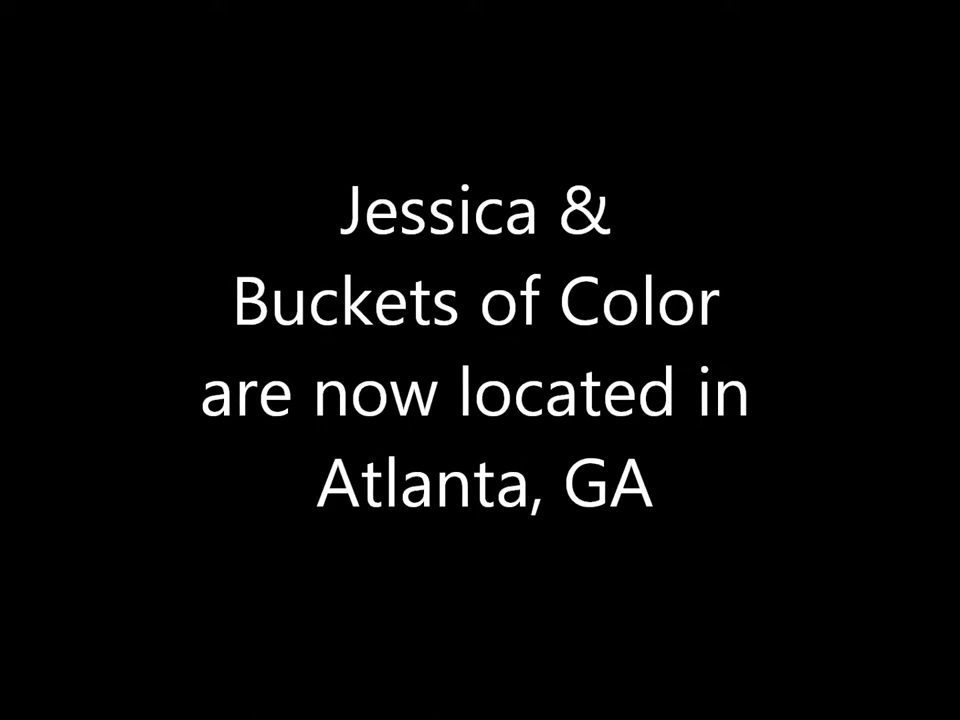 Jessica &
Buckets of Color
are now located in
Atlanta, GA